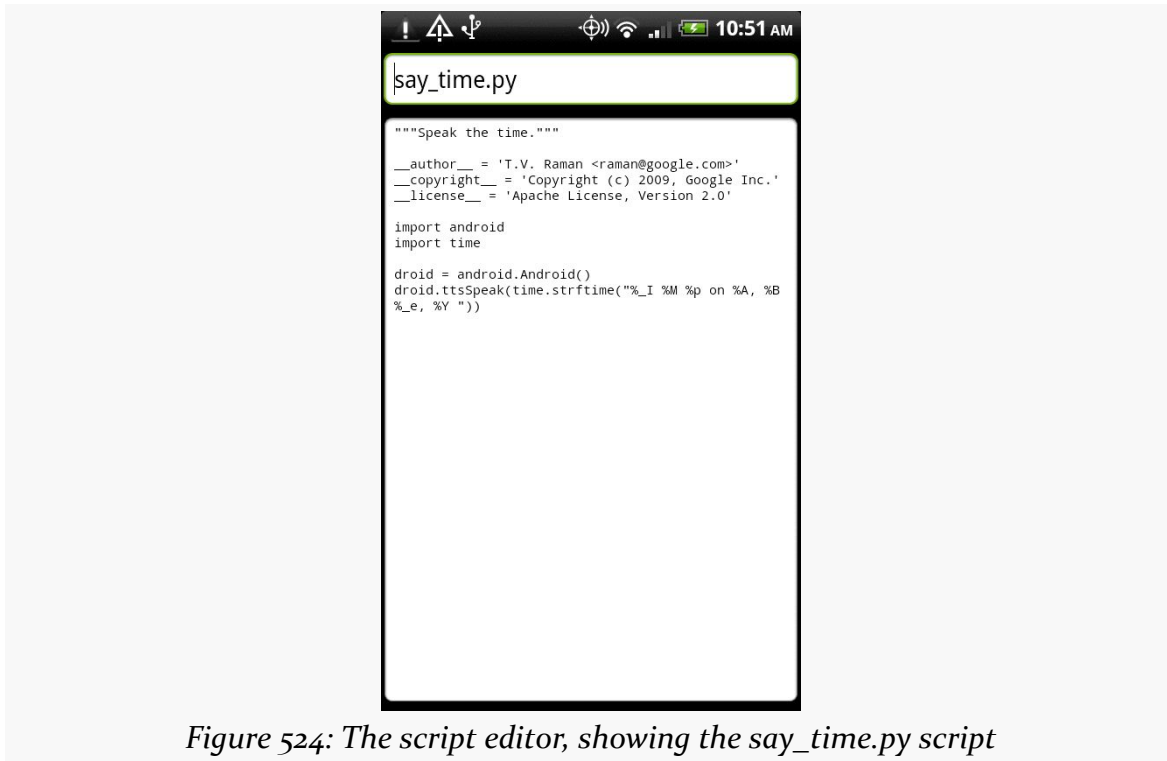 10:51 AM
say_time.py
"""Speak the time."""
__author__ = 'T.V. Raman <raman@google.com>'
__copyright__ = 'Copyright (c) 2009, Google Inc.'
__license__ = 'Apache License, Version 2.0'
import android
import time
droid = android.Android()
droid.ttsSpeak(time.strftime("%_I %M %p on %A, %B
%_e, %Y "))
Figure 524: The script editor, showing the say_time.py script